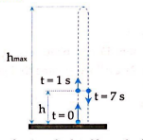 hmax
t = 1 s
t = 7 s
h
t = 0